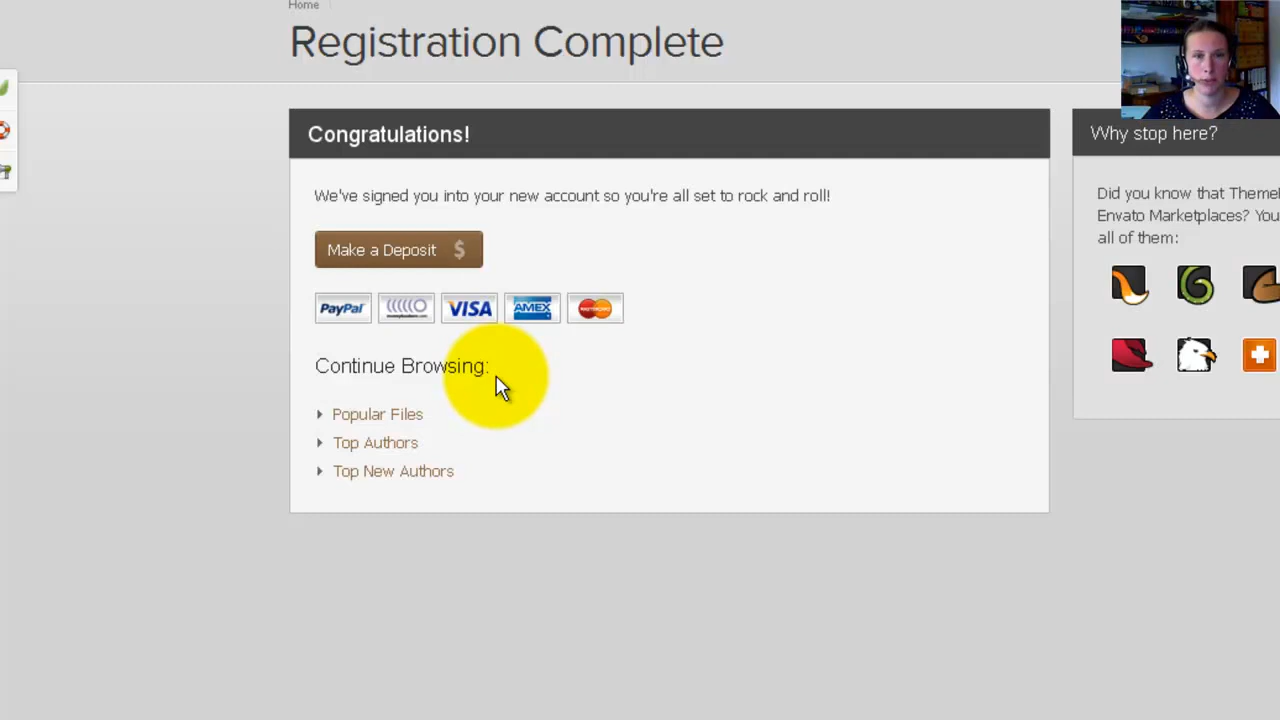 Home
Registration Complete
Congratulations!
We've signed you into your new account so you're all set to rock and roll!
Make a Deposit $
PayPal
VISA
AMEX
MasterCard
Continue Browsing:
Popular Files
Top Authors
Top New Authors
Why stop here?
Did you know that Theme
Envato Marketplaces? You
all of them: